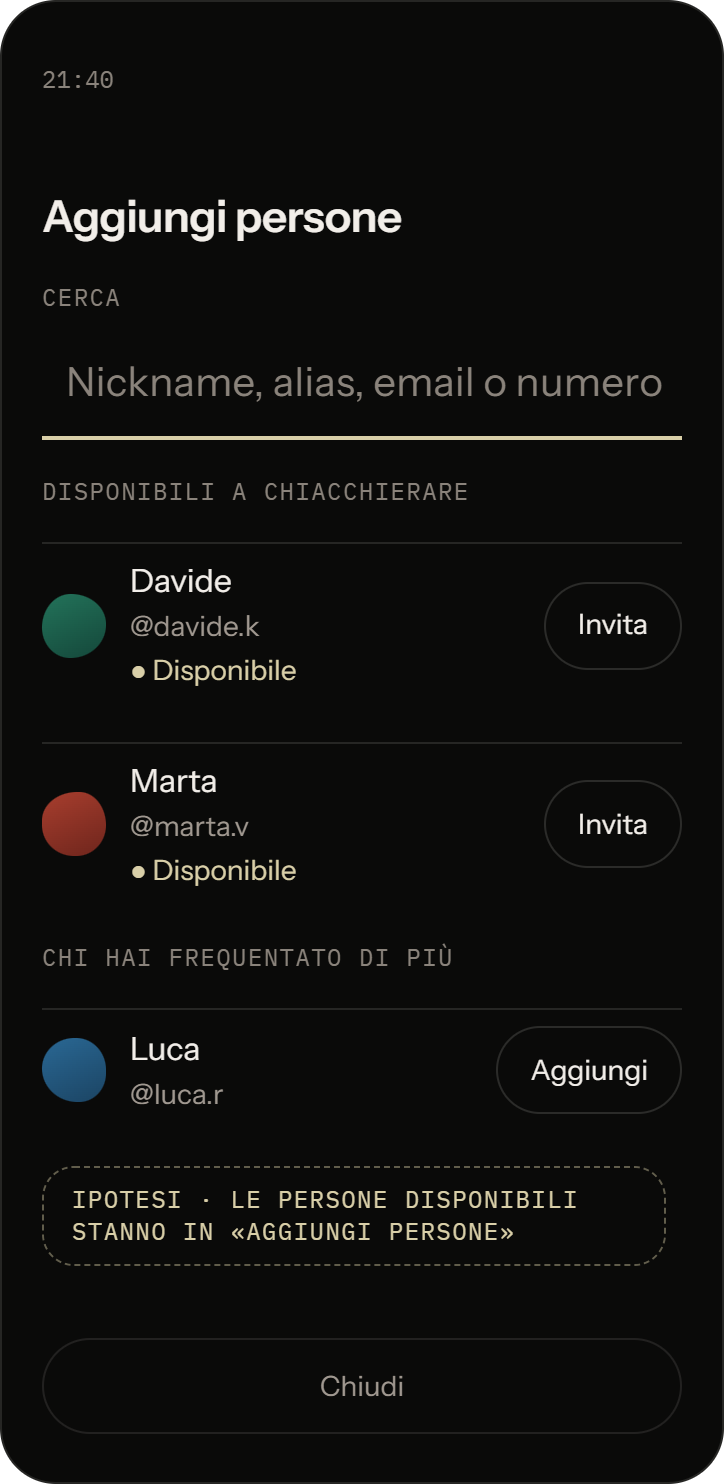 21:40
Aggiungi persone
CERCA
Nickname, alias, email o numero
DISPONIBILI A CHIACCHIERARE
Davide
@davide.k
● Disponibile
Invita
Marta
@marta.v
● Disponibile
Invita
CHI HAI FREQUENTATO DI PIÙ
Luca
@luca.r
Aggiungi
IPOTESI · LE PERSONE DISPONIBILI
STANNO IN «AGGIUNGI PERSONE»
Chiudi